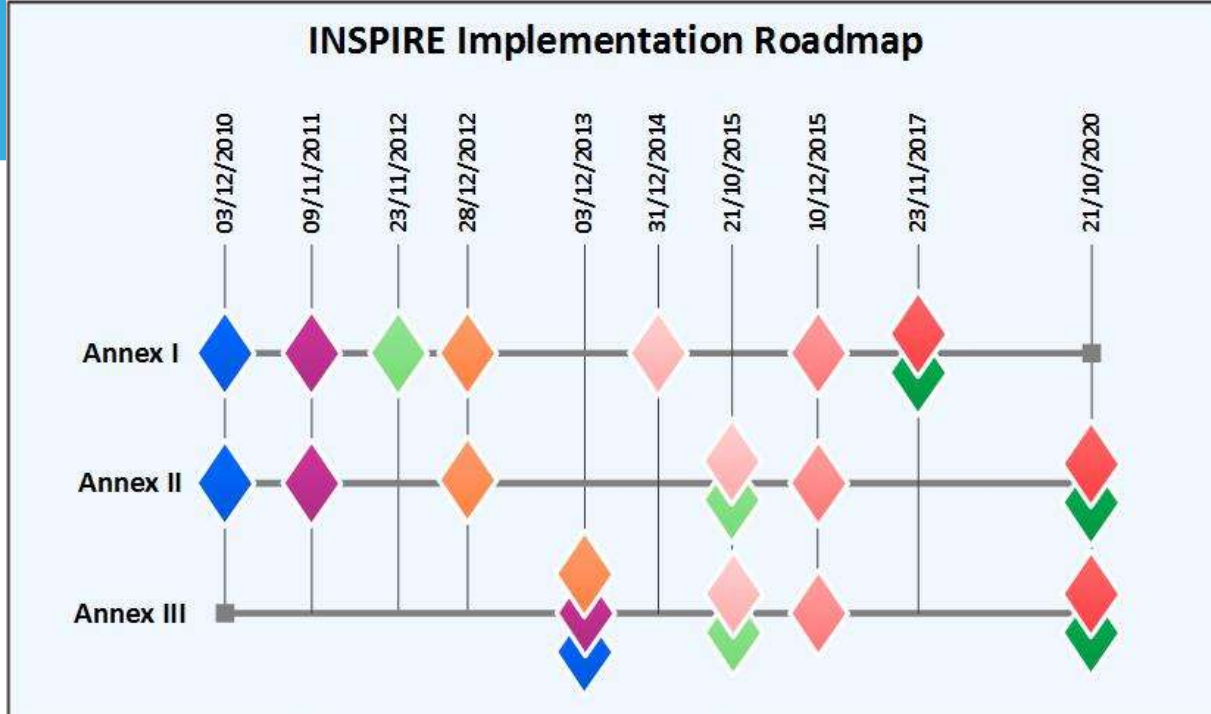 INSPIRE Implementation Roadmap
03/12/2010
09/11/2011
23/11/2012
28/12/2012
03/12/2013
31/12/2014
21/10/2015
10/12/2015
23/11/2017
21/10/2020
Annex I
Annex II
Annex III